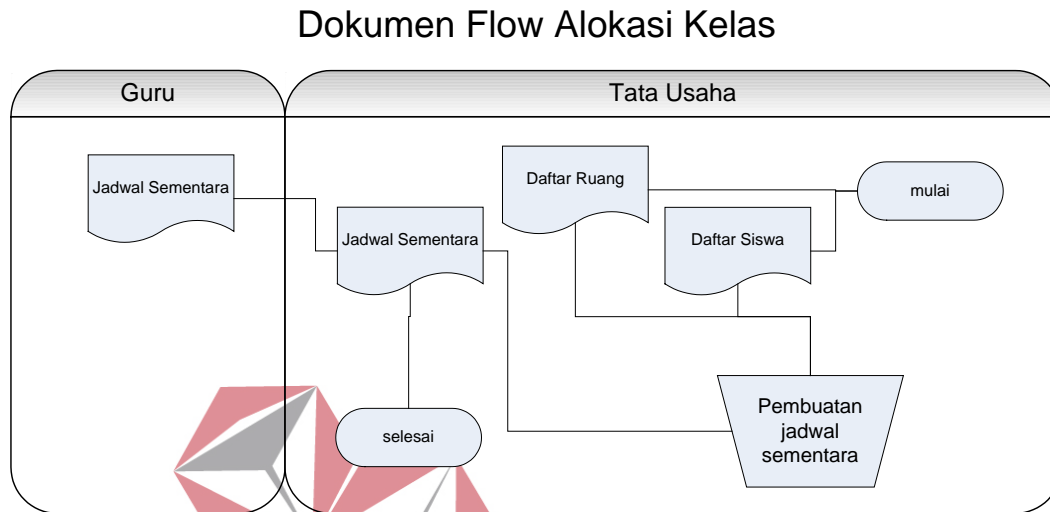 Dokumen Flow Alokasi Kelas
Guru
Tata Usaha
Jadwal Sementara
Jadwal Sementara
Daftar Ruang
Daftar Siswa
mulai
selesai
Pembuatan
jadwal
sementara